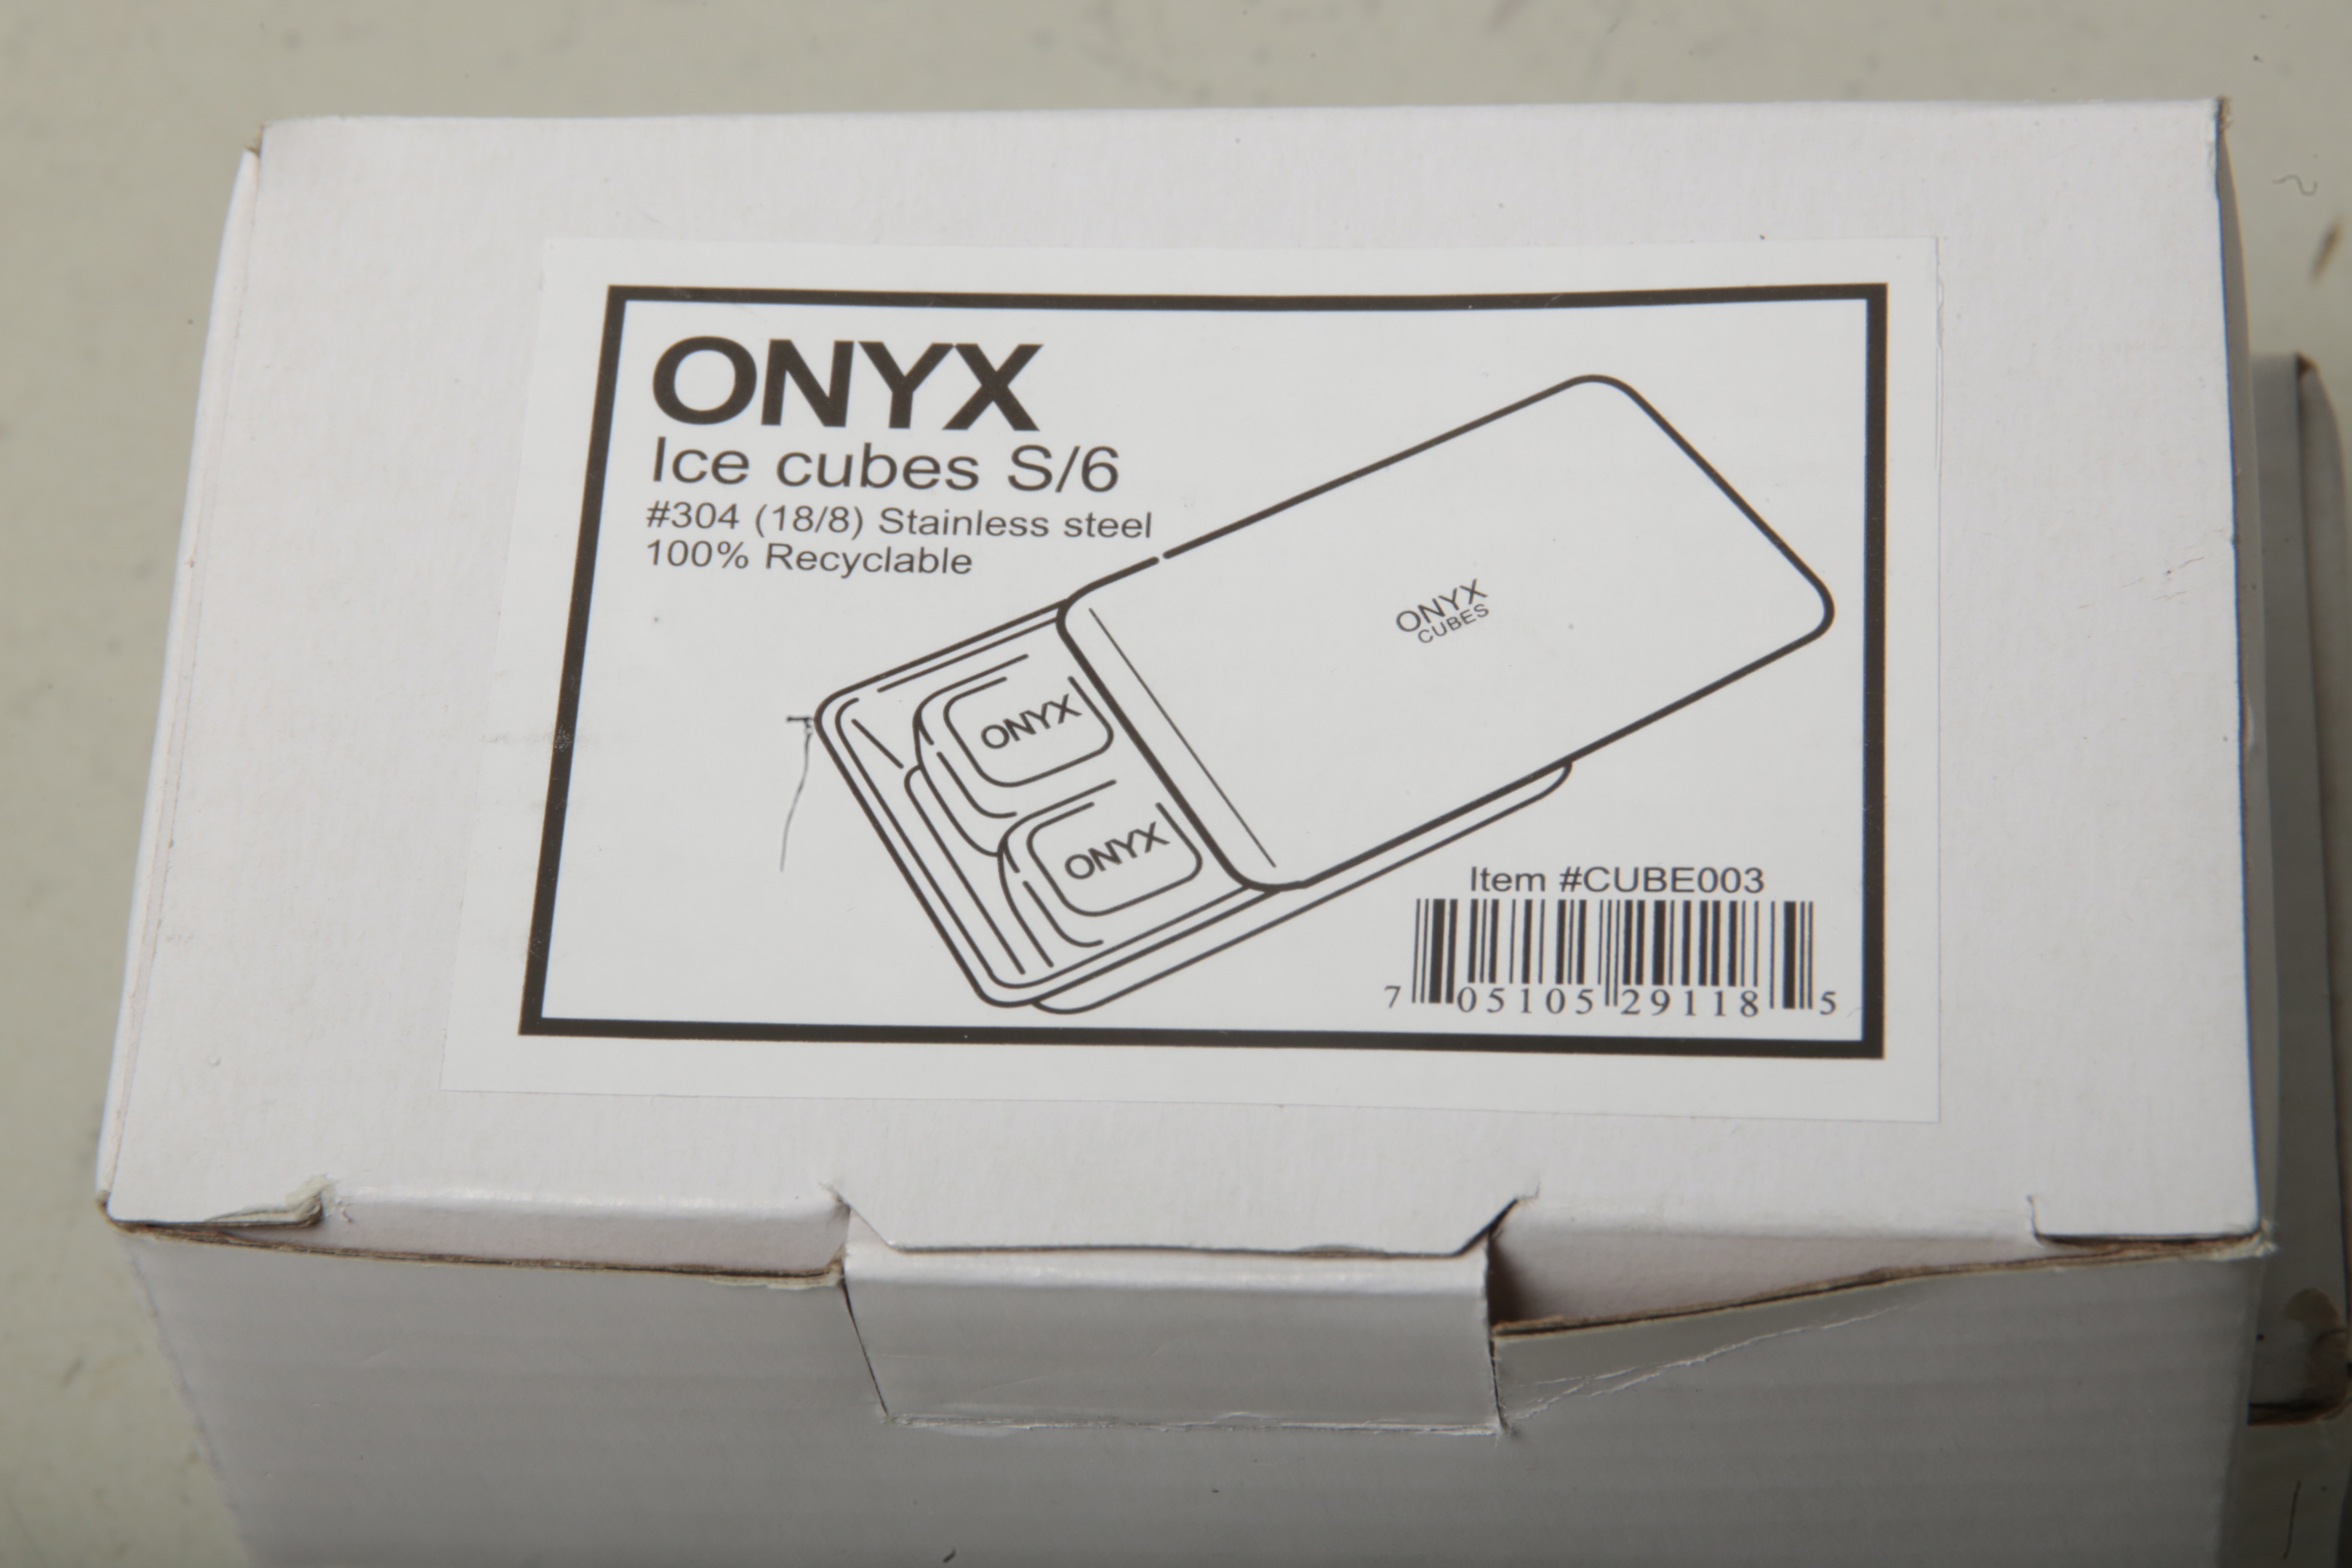 ONYX
Ice cubes S/6
#304 (18/8) Stainless steel
100% Recyclable
ONYX
CUBES
ONYX
ONYX
Item #CUBE003
7 05105 29118 5